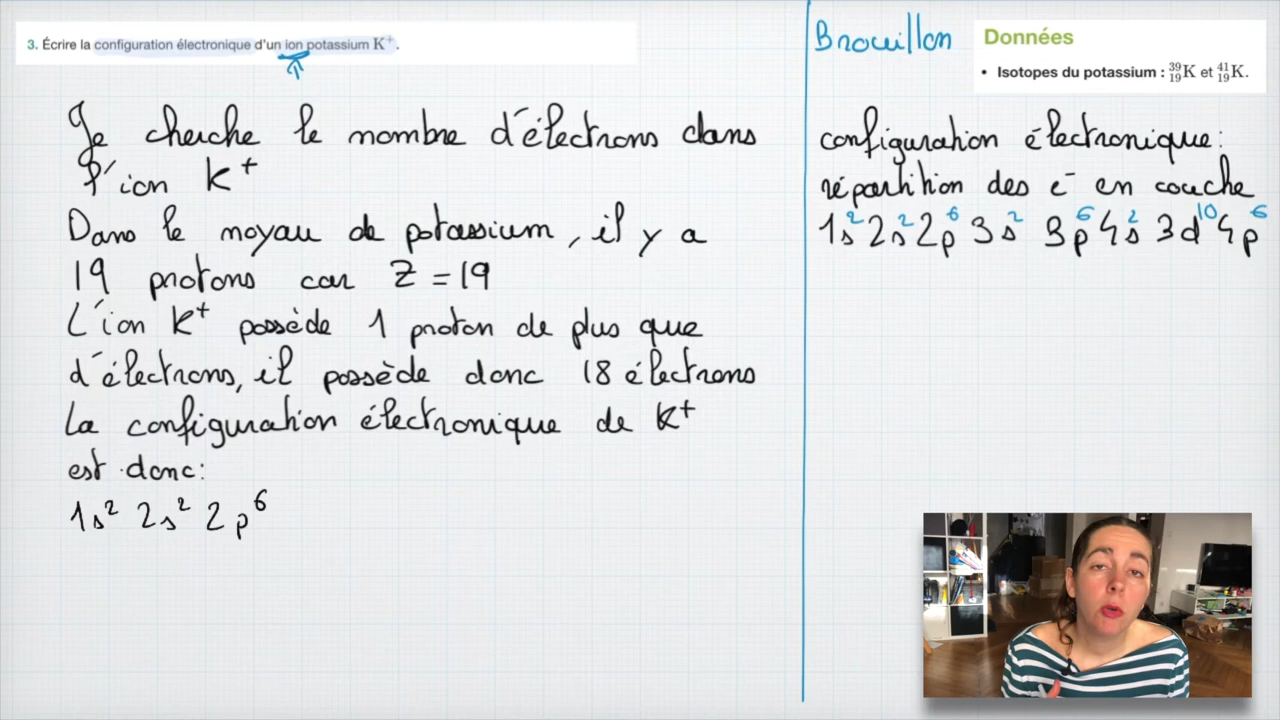 3. Écrire la configuration électronique d'un ion potassium K⁺.
Je cherche le nombre d'électrons dans
l'ion K⁺
Dans le noyau de potassium, il y a
19 protons car Z = 19
L'ion K⁺ possède 1 proton de plus que
d'électrons, il possède donc 18 électrons
La configuration électronique de K⁺
est donc:
1s² 2s² 2p⁶
Brouillon
Données
• Isotopes du potassium : ³⁹₁₉K et ⁴¹₁₉K.
configuration électronique:
répartition des e⁻ en couche
1s² 2s² 2p⁶ 3s² 3p⁶ 4s² 3d¹⁰ 4p⁶